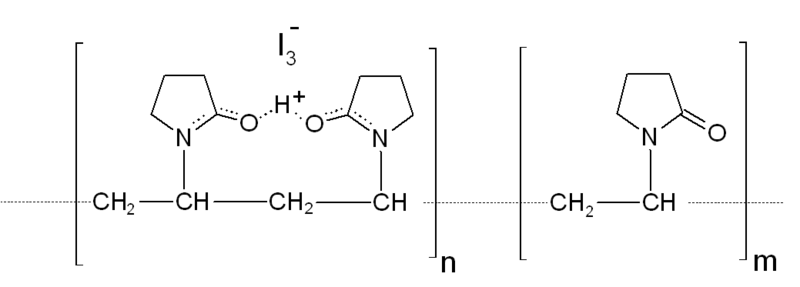 I3-
H+
O O O
N N N
CH2 CH CH2 CH CH2 CH
n m